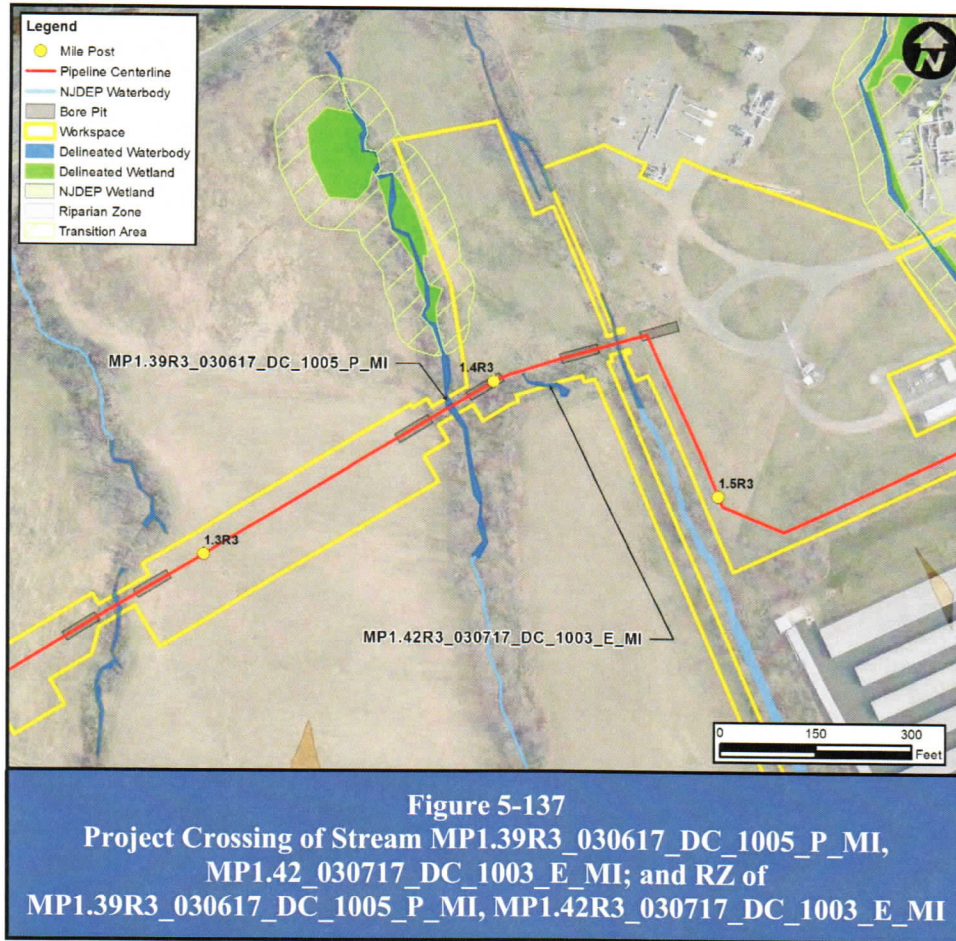 Legend
Mile Post
Pipeline Centerline
NJDEP Waterbody
Bore Pit
Workspace
Delineated Waterbody
Delineated Wetland
NJDEP Wetland
Riparian Zone
Transition Area
N
MP1.39R3_030617_DC_1005_P_MI
1.4R3
1.5R3
1.3R3
MP1.42R3_030717_DC_1003_E_MI
0 150 300
Feet
Figure 5-137
Project Crossing of Stream MP1.39R3_030617_DC_1005_P_MI,
MP1.42_030717_DC_1003_E_MI; and RZ of
MP1.39R3_030617_DC_1005_P_MI, MP1.42R3_030717_DC_1003_E_MI